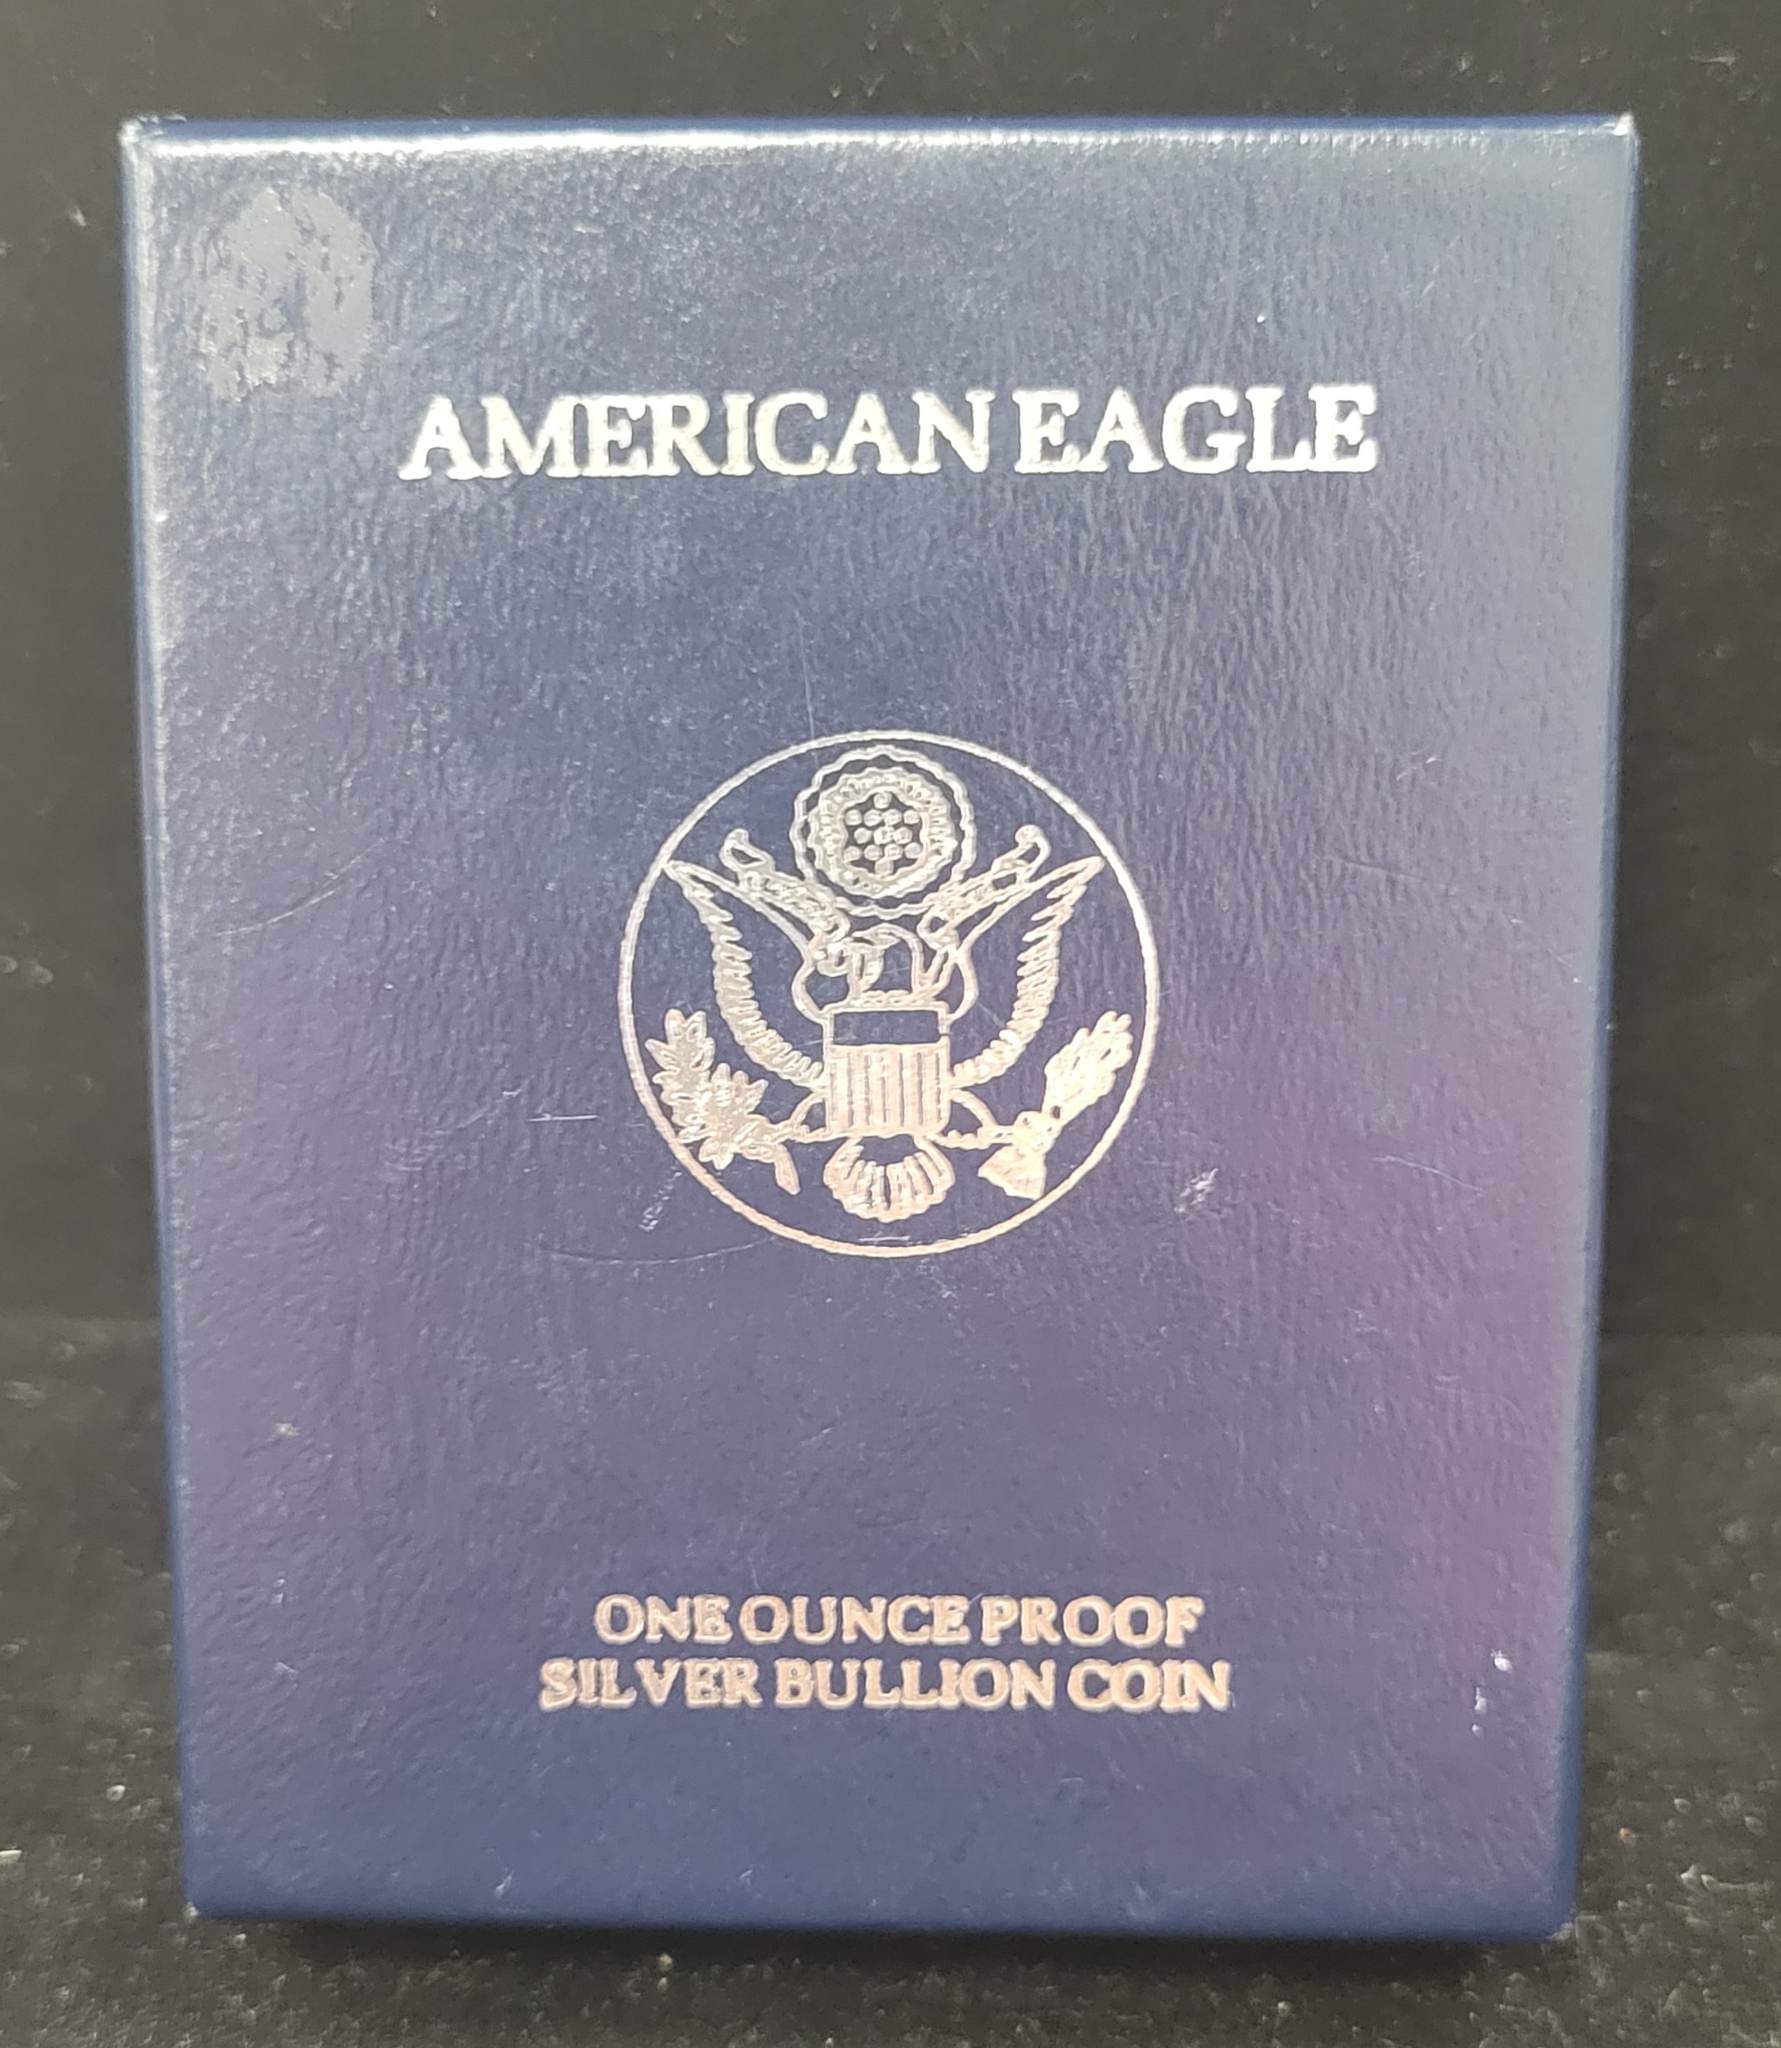 AMERICAN EAGLE
ONE OUNCE PROOF
SILVER BULLION COIN